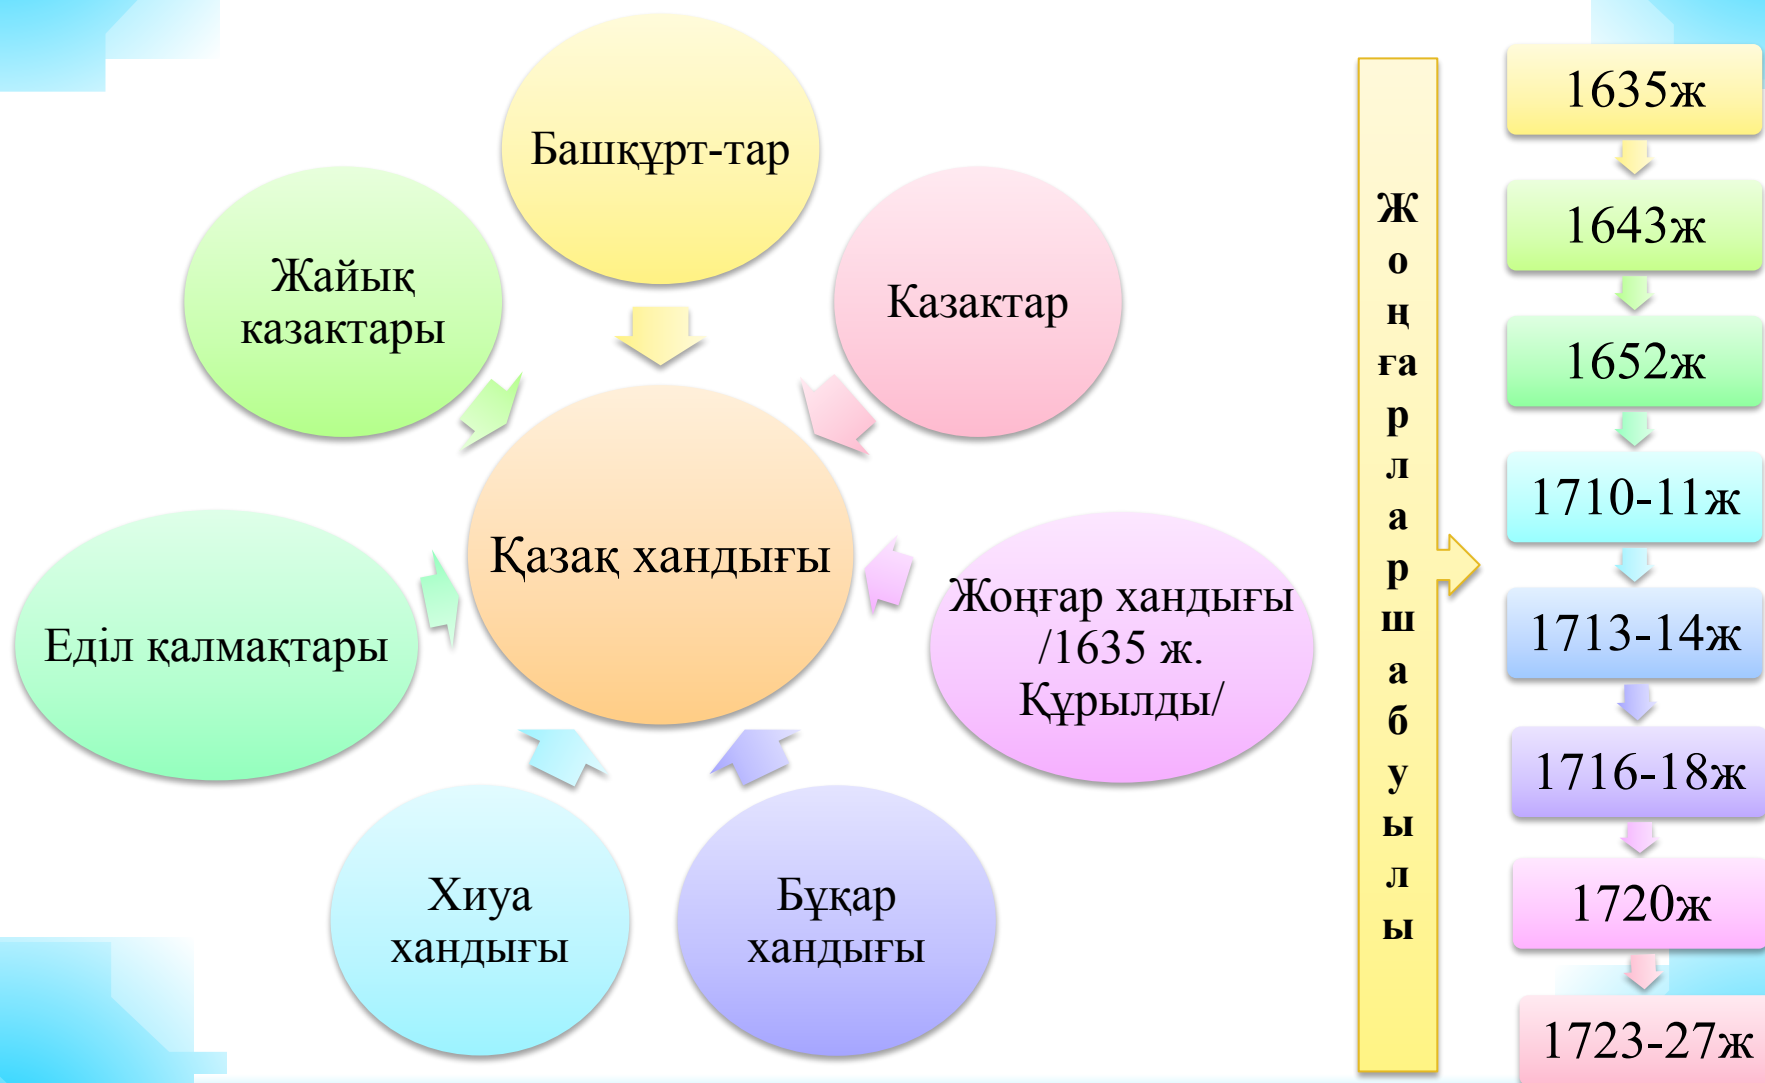 Башқұрт-тар
Жайық
казактары
Казактар
Қазақ хандығы
Еділ қалмақтары
Жоңғар хандығы
/1635 ж.
Құрылды/
Хиуа
хандығы
Бұқар
хандығы
Ж
о
ң
ға
р
л
а
р
ш
а
б
у
ы
л
ы
1635ж
1643ж
1652ж
1710-11ж
1713-14ж
1716-18ж
1720ж
1723-27ж